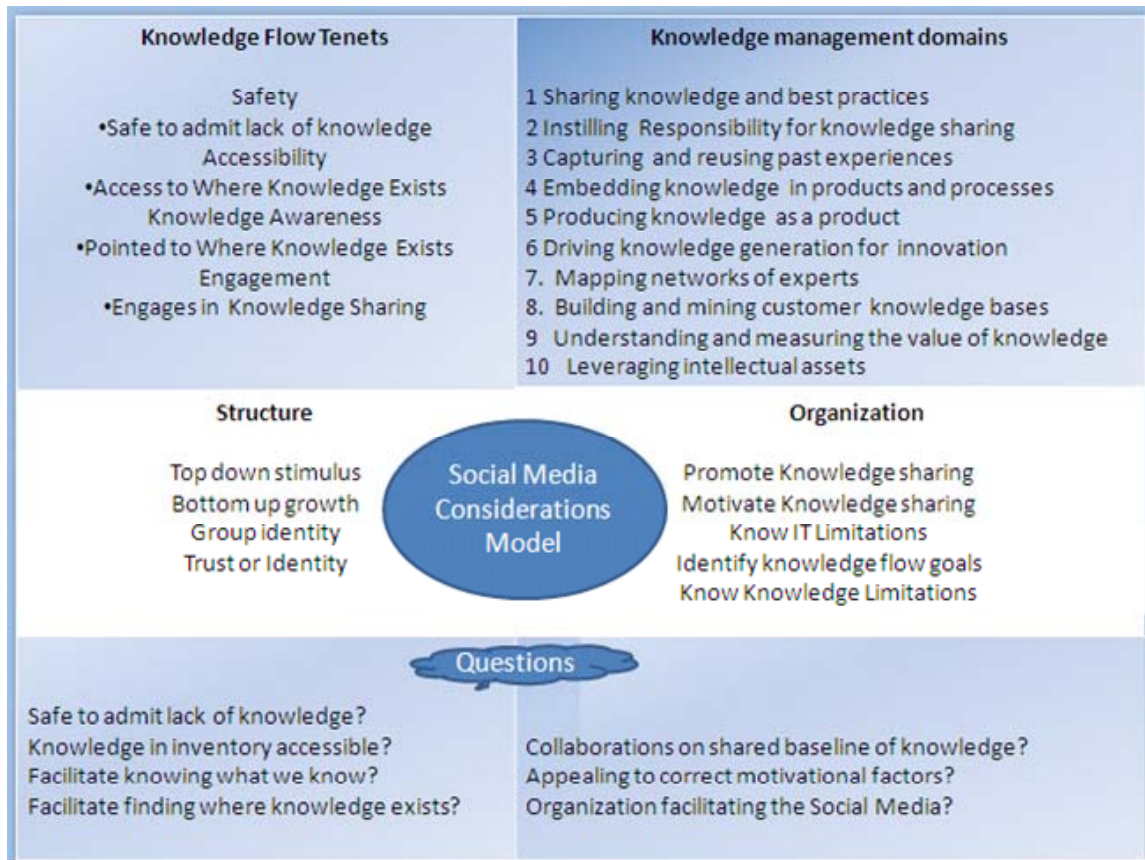 Knowledge Flow Tenets
Safety
•Safe to admit lack of knowledge
Accessibility
•Access to Where Knowledge Exists
Knowledge Awareness
•Pointed to Where Knowledge Exists
Engagement
•Engages in Knowledge Sharing
Knowledge management domains
1 Sharing knowledge and best practices
2 Instilling Responsibility for knowledge sharing
3 Capturing and reusing past experiences
4 Embedding knowledge in products and processes
5 Producing knowledge as a product
6 Driving knowledge generation for innovation
7. Mapping networks of experts
8. Building and mining customer knowledge bases
9 Understanding and measuring the value of knowledge
10 Leveraging intellectual assets
Structure
Top down stimulus
Bottom up growth
Group identity
Trust or Identity
Social Media
Considerations
Model
Organization
Promote Knowledge sharing
Motivate Knowledge sharing
Know IT Limitations
Identify knowledge flow goals
Know Knowledge Limitations
Questions
Safe to admit lack of knowledge?
Knowledge in inventory accessible?
Facilitate knowing what we know?
Facilitate finding where knowledge exists?
Collaborations on shared baseline of knowledge?
Appealing to correct motivational factors?
Organization facilitating the Social Media?